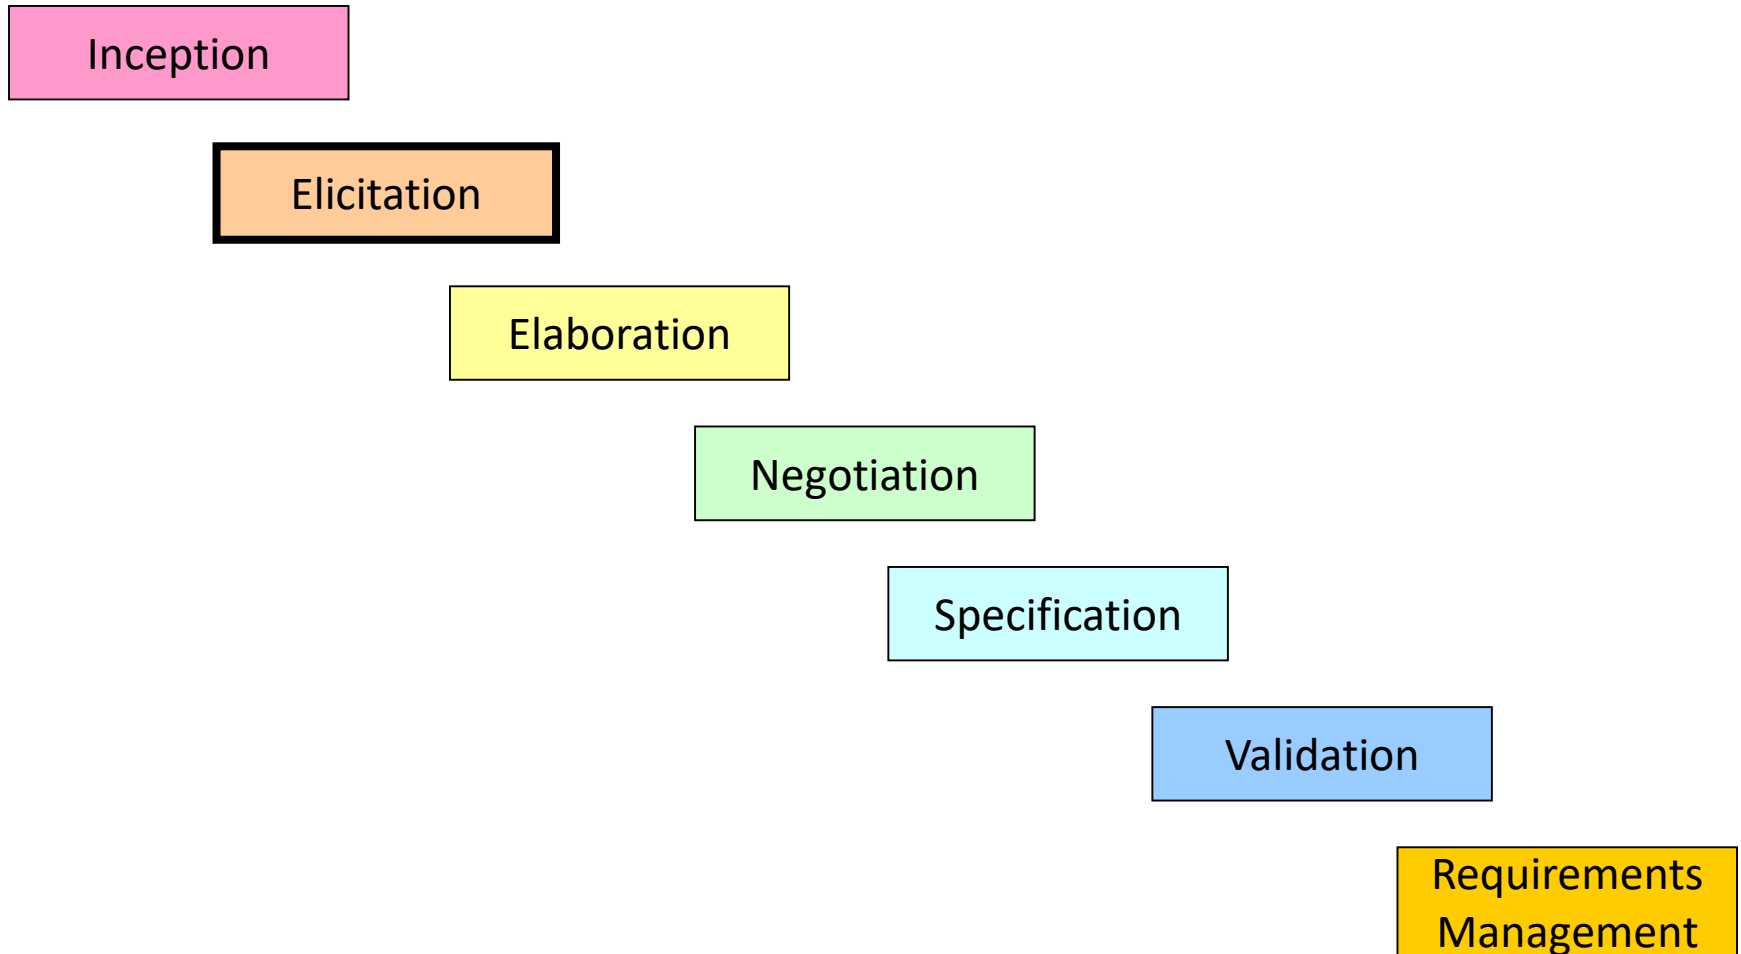 Inception
Elicitation
Elaboration
Negotiation
Specification
Validation
Requirements
Management